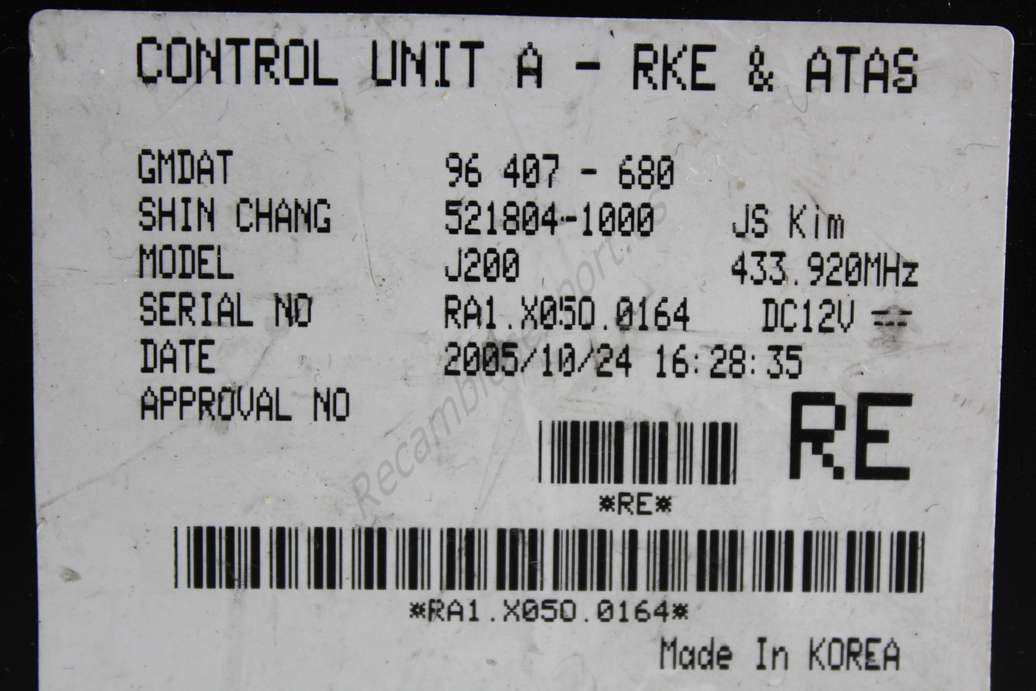 CONTROL UNIT A - RKE & ATAS
GMDAT 96 407 - 680
SHIN CHANG 521804-1000 JS Kim
MODEL J200 433.920MHz
SERIAL NO RA1.X050.0164 DC12V
DATE 2005/10/24 16:28:35
APPROVAL NO
RE
*RE*
*RA1.X050.0164*
Made In KOREA